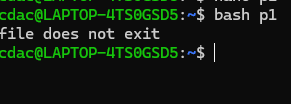 cdac@LAPTOP-4TS0GSD5:~$ bash p1
file does not exit
cdac@LAPTOP-4TS0GSD5:~$